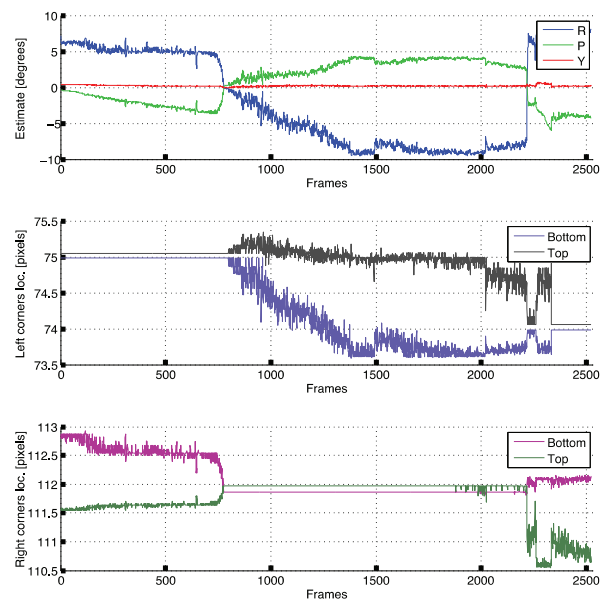 10
5
0
−5
−10
Estimate [degrees]
R
P
Y
0
500
1000
1500
2000
2500
Frames
75.5
75
74.5
74
73.5
Left corners loc. [pixels]
Bottom
Top
0
500
1000
1500
2000
2500
Frames
113
112.5
112
111.5
111
110.5
Right corners loc. [pixels]
Bottom
Top
0
500
1000
1500
2000
2500
Frames